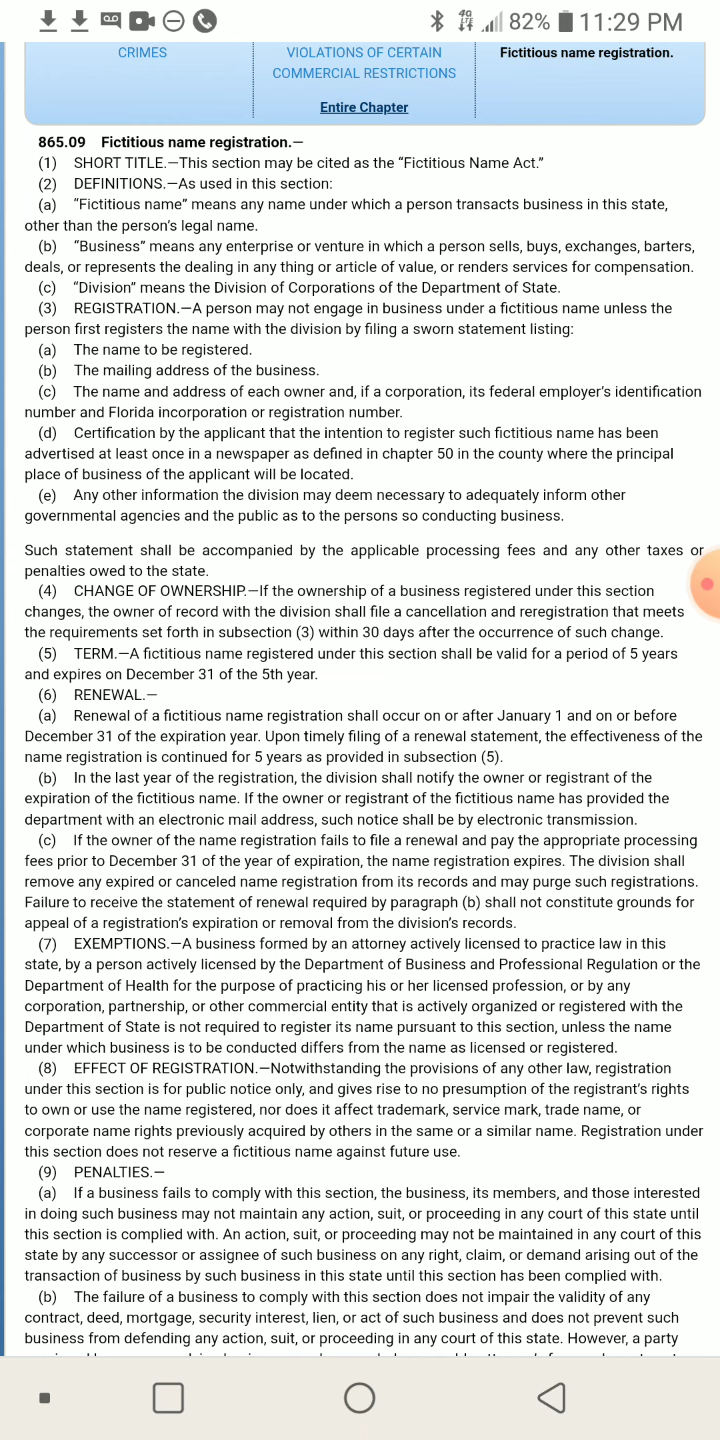 4G LTE 82% 11:29 PM
CRIMES VIOLATIONS OF CERTAIN Fictitious name registration.
COMMERCIAL RESTRICTIONS
Entire Chapter
865.09 Fictitious name registration.—
(1) SHORT TITLE.—This section may be cited as the “Fictitious Name Act.”
(2) DEFINITIONS.—As used in this section:
(a) “Fictitious name” means any name under which a person transacts business in this state,
other than the person’s legal name.
(b) “Business” means any enterprise or venture in which a person sells, buys, exchanges, barters,
deals, or represents the dealing in any thing or article of value, or renders services for compensation.
(c) “Division” means the Division of Corporations of the Department of State.
(3) REGISTRATION.—A person may not engage in business under a fictitious name unless the
person first registers the name with the division by filing a sworn statement listing:
(a) The name to be registered.
(b) The mailing address of the business.
(c) The name and address of each owner and, if a corporation, its federal employer’s identification
number and Florida incorporation or registration number.
(d) Certification by the applicant that the intention to register such fictitious name has been
advertised at least once in a newspaper as defined in chapter 50 in the county where the principal
place of business of the applicant will be located.
(e) Any other information the division may deem necessary to adequately inform other
governmental agencies and the public as to the persons so conducting business.
Such statement shall be accompanied by the applicable processing fees and any other taxes or
penalties owed to the state.
(4) CHANGE OF OWNERSHIP.—If the ownership of a business registered under this section
changes, the owner of record with the division shall file a cancellation and reregistration that meets
the requirements set forth in subsection (3) within 30 days after the occurrence of such change.
(5) TERM.—A fictitious name registered under this section shall be valid for a period of 5 years
and expires on December 31 of the 5th year.
(6) RENEWAL.—
(a) Renewal of a fictitious name registration shall occur on or after January 1 and on or before
December 31 of the expiration year. Upon timely filing of a renewal statement, the effectiveness of the
name registration is continued for 5 years as provided in subsection (5).
(b) In the last year of the registration, the division shall notify the owner or registrant of the
expiration of the fictitious name. If the owner or registrant of the fictitious name has provided the
department with an electronic mail address, such notice shall be by electronic transmission.
(c) If the owner of the name registration fails to file a renewal and pay the appropriate processing
fees prior to December 31 of the year of expiration, the name registration expires. The division shall
remove any expired or canceled name registration from its records and may purge such registrations.
Failure to receive the statement of renewal required by paragraph (b) shall not constitute grounds for
appeal of a registration’s expiration or removal from the division’s records.
(7) EXEMPTIONS.—A business formed by an attorney actively licensed to practice law in this
state, by a person actively licensed by the Department of Business and Professional Regulation or the
Department of Health for the purpose of practicing his or her licensed profession, or by any
corporation, partnership, or other commercial entity that is actively organized or registered with the
Department of State is not required to register its name pursuant to this section, unless the name
under which business is to be conducted differs from the name as licensed or registered.
(8) EFFECT OF REGISTRATION.—Notwithstanding the provisions of any other law, registration
under this section is for public notice only, and gives rise to no presumption of the registrant’s rights
to own or use the name registered, nor does it affect trademark, service mark, trade name, or
corporate name rights previously acquired by others in the same or a similar name. Registration under
this section does not reserve a fictitious name against future use.
(9) PENALTIES.—
(a) If a business fails to comply with this section, the business, its members, and those interested
in doing such business may not maintain any action, suit, or proceeding in any court of this state until
this section is complied with. An action, suit, or proceeding may not be maintained in any court of this
state by any successor or assignee of such business on any right, claim, or demand arising out of the
transaction of business by such business in this state until this section has been complied with.
(b) The failure of a business to comply with this section does not impair the validity of any
contract, deed, mortgage, security interest, lien, or act of such business and does not prevent such
business from defending any action, suit, or proceeding in any court of this state. However, a party